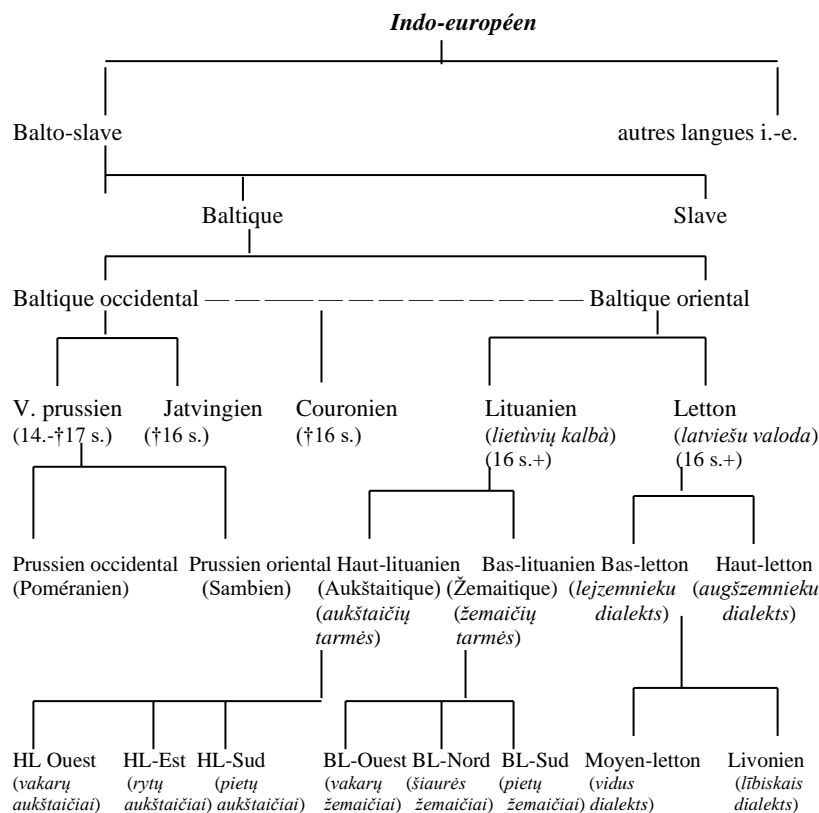 Indo-européen
Balto-slave autres langues i.-e.
Baltique Slave
Baltique occidental — — — — — — — — — — — — — Baltique oriental
V. prussien Jatvingien Couronien Lituanien Letton
(14.-†17 s.) (†16 s.) (†16 s.) (lietùvių kalbà) (latviešu valoda)
(16 s.+) (16 s.+)
Prussien occidental Prussien oriental Haut-lituanien Bas-lituanien Bas-letton Haut-letton
(Poméranien) (Sambien) (Aukštaitique) (Žemaitique) (lejzemnieku (augšzemnieku
(aukštaičių (žemaičių dialekts) dialekts)
tarmės) tarmės)
HL Ouest HL-Est HL-Sud BL-Ouest BL-Nord BL-Sud Moyen-letton Livonien
(vakarų (rytų (pietų (vakarų (šiaurės (pietų (vidus (lībiskais
aukštaičiai) aukštaičiai) aukštaičiai) žemaičiai) žemaičiai) žemaičiai) dialekts) dialekts)